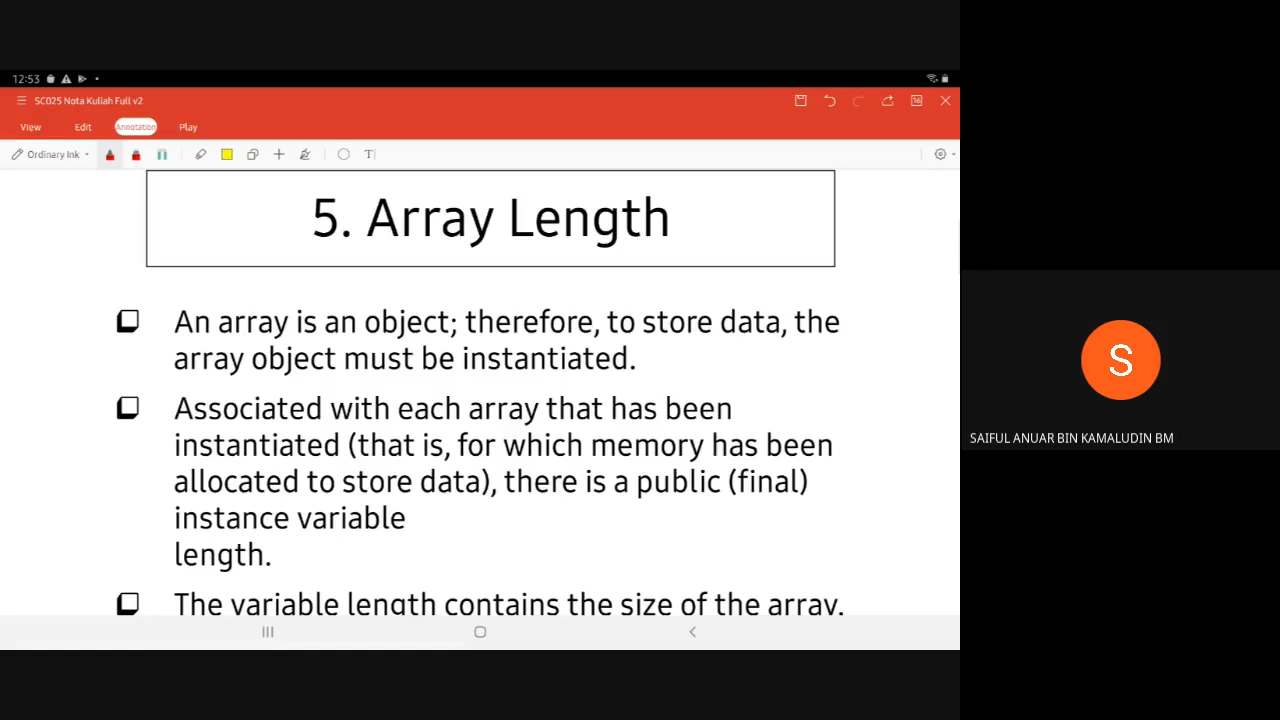 12:53
SC025 Nota Kuliah Full v2
16
View Edit Annotation Play
Ordinary Ink T
5. Array Length
An array is an object; therefore, to store data, the
array object must be instantiated.
Associated with each array that has been
instantiated (that is, for which memory has been
allocated to store data), there is a public (final)
instance variable
length.
The variable length contains the size of the array.
S
SAIFUL ANUAR BIN KAMALUDIN BM